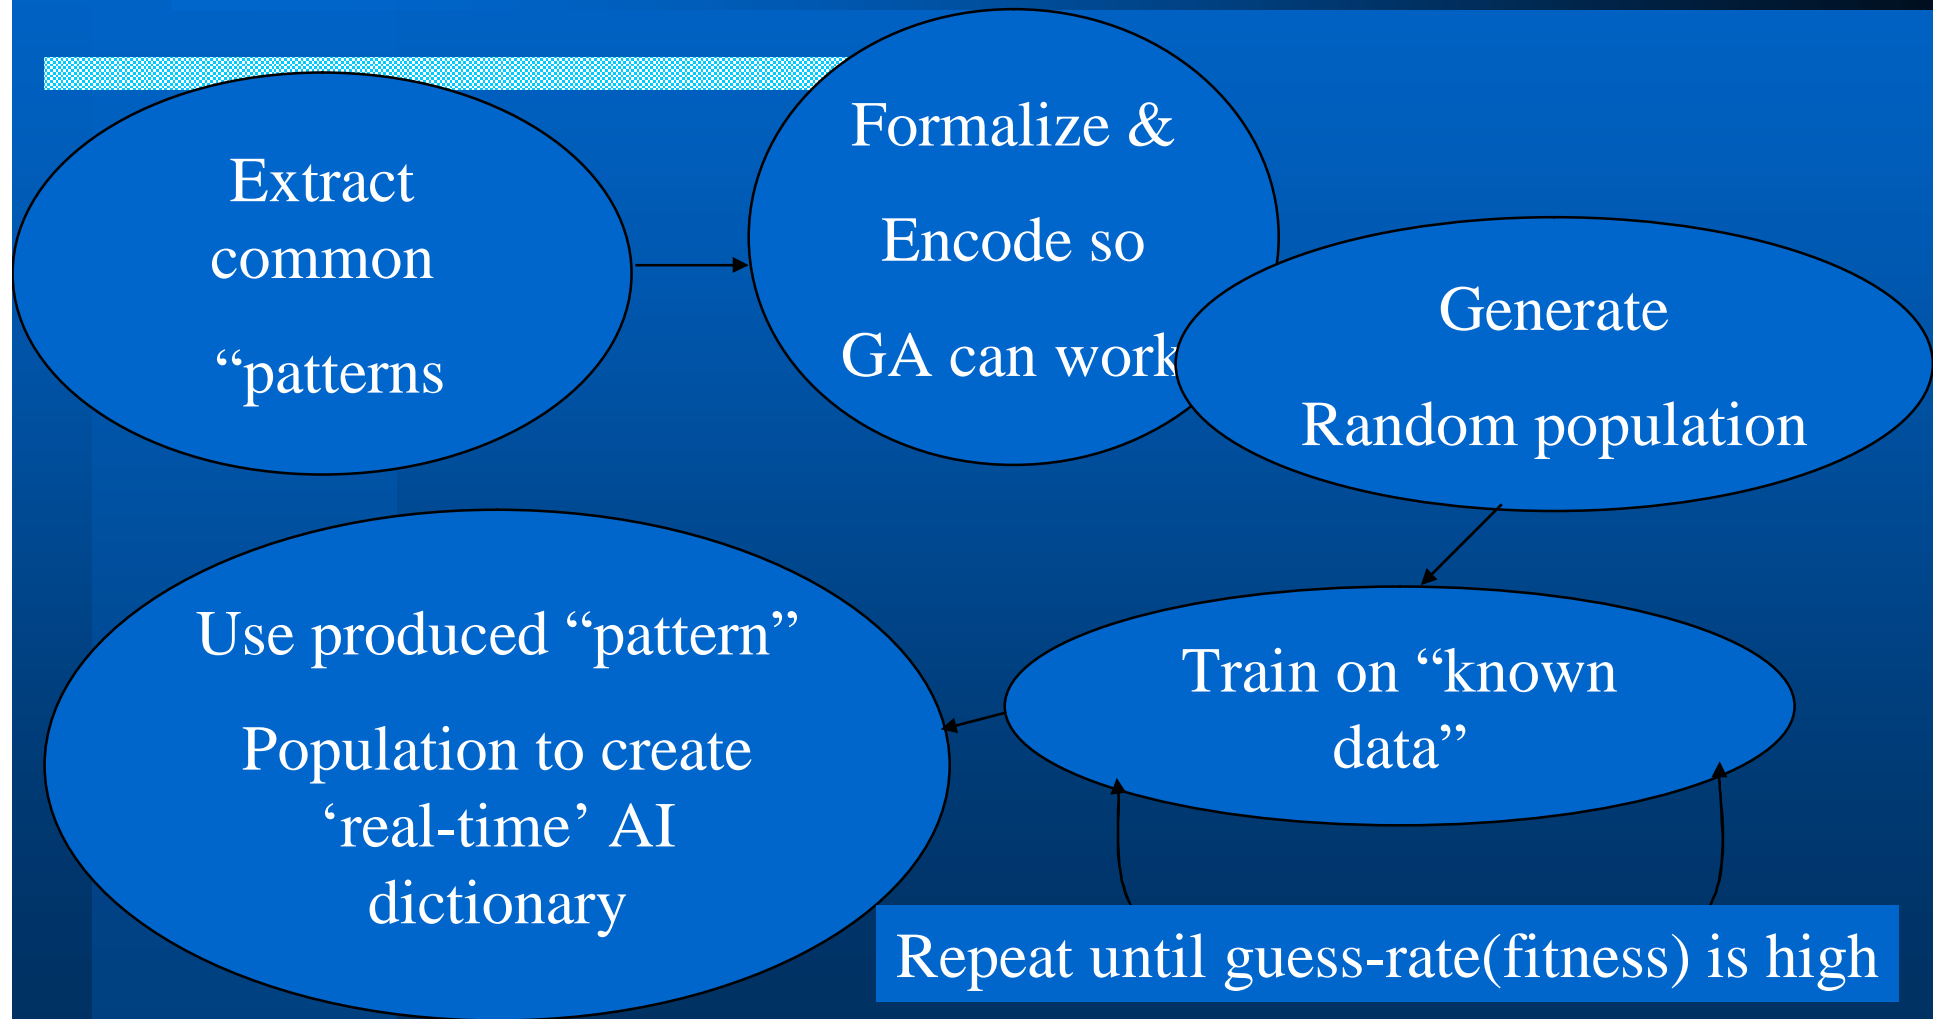 Extract
common
“patterns
Formalize &
Encode so
GA can work
Generate
Random population
Train on “known
data”
Repeat until guess-rate(fitness) is high
Use produced “pattern”
Population to create
‘real-time’ AI
dictionary